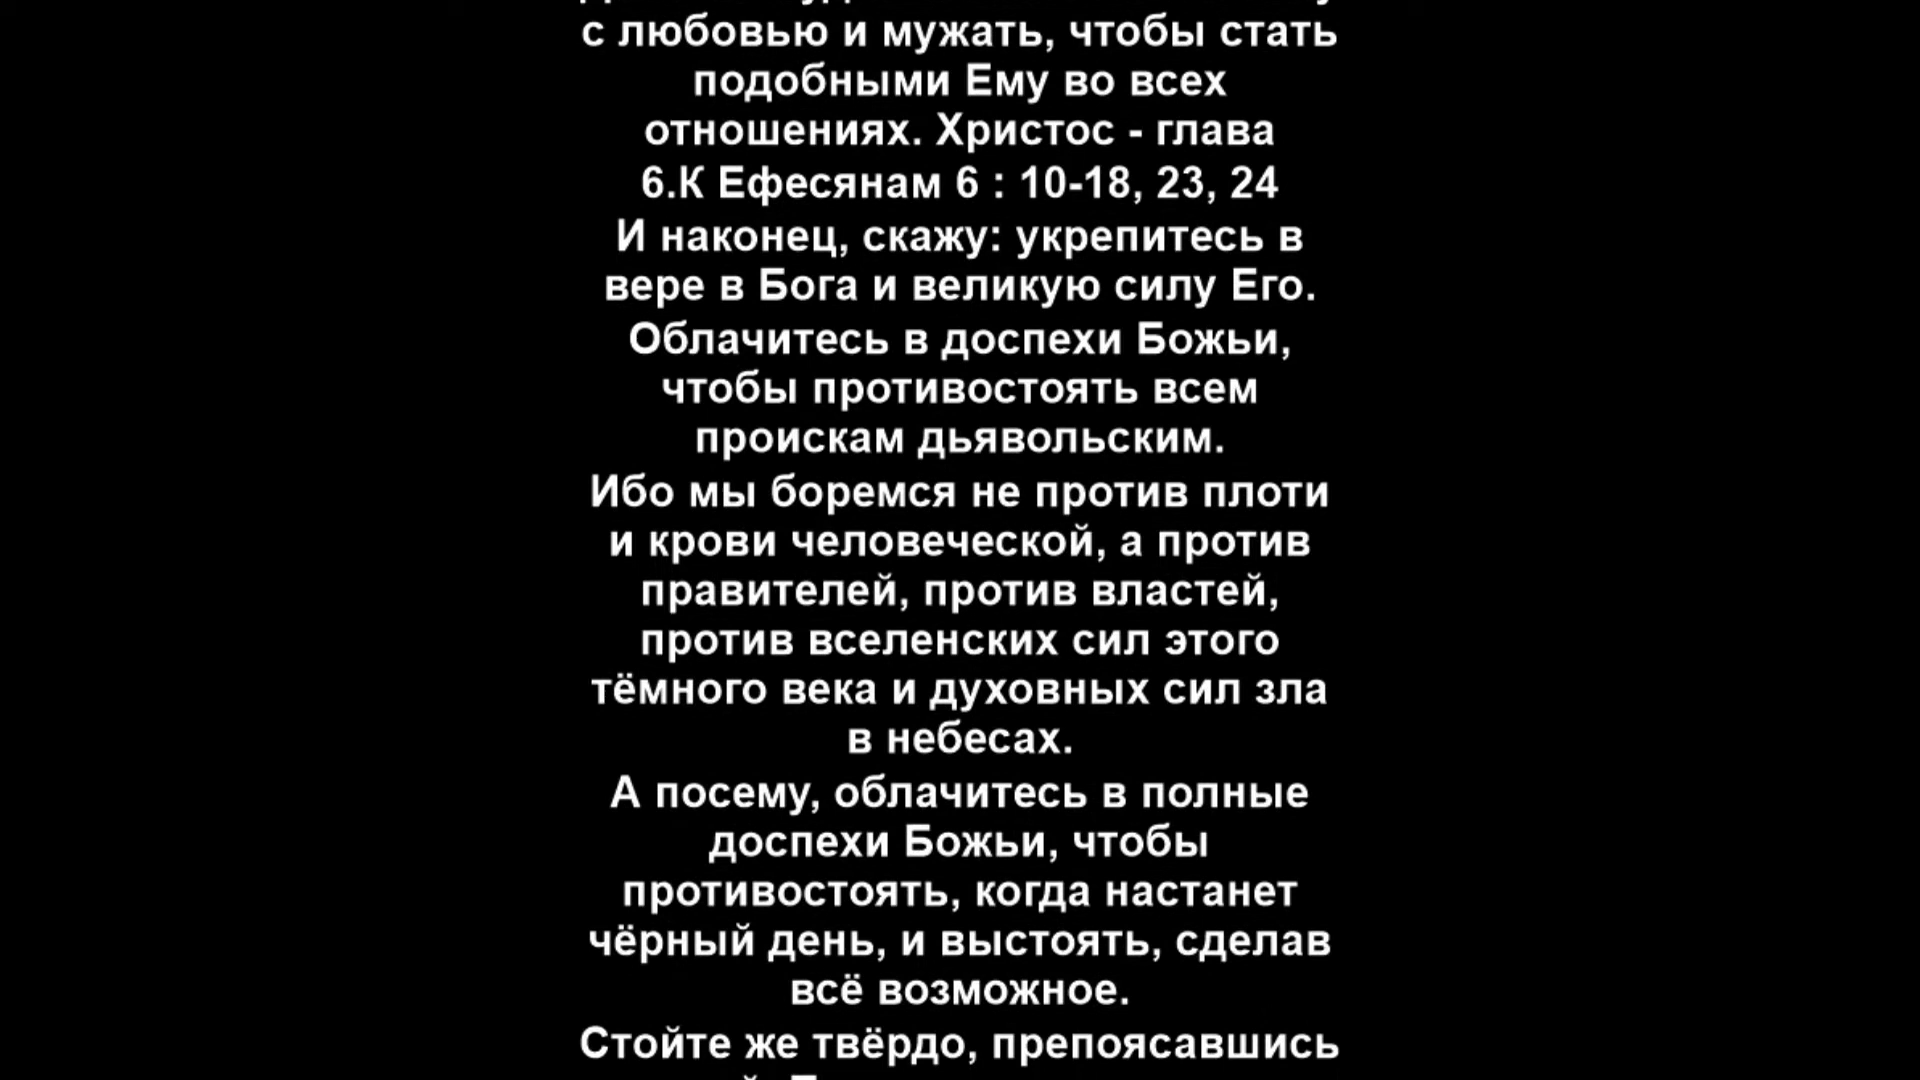 с любовью и мужать, чтобы стать
подобными Ему во всех
отношениях. Христос - глава
6.К Ефесянам 6 : 10-18, 23, 24
И наконец, скажу: укрепитесь в
вере в Бога и великую силу Его.
Облачитесь в доспехи Божьи,
чтобы противостоять всем
проискам дьявольским.
Ибо мы боремся не против плоти
и крови человеческой, а против
правителей, против властей,
против вселенских сил этого
тёмного века и духовных сил зла
в небесах.
А посему, облачитесь в полные
доспехи Божьи, чтобы
противостоять, когда настанет
чёрный день, и выстоять, сделав
всё возможное.
Стойте же твёрдо, препоясавшись